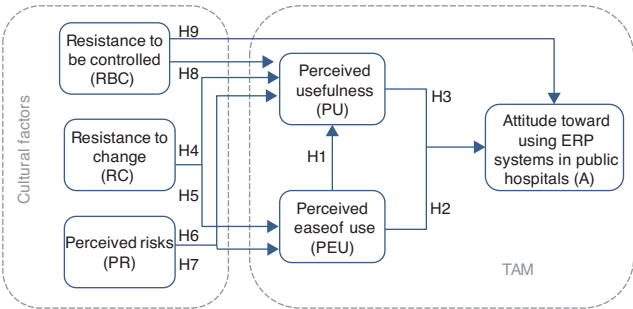 Cultural factors
Resistance to
be controlled
(RBC)
H9
H8
Resistance to
change
(RC)
H4
H5
Perceived risks
(PR)
H6
H7
Perceived
usefulness
(PU)
H1
Perceived
easeof use
(PEU)
H3
H2
Attitude toward
using ERP
systems in public
hospitals (A)
TAM